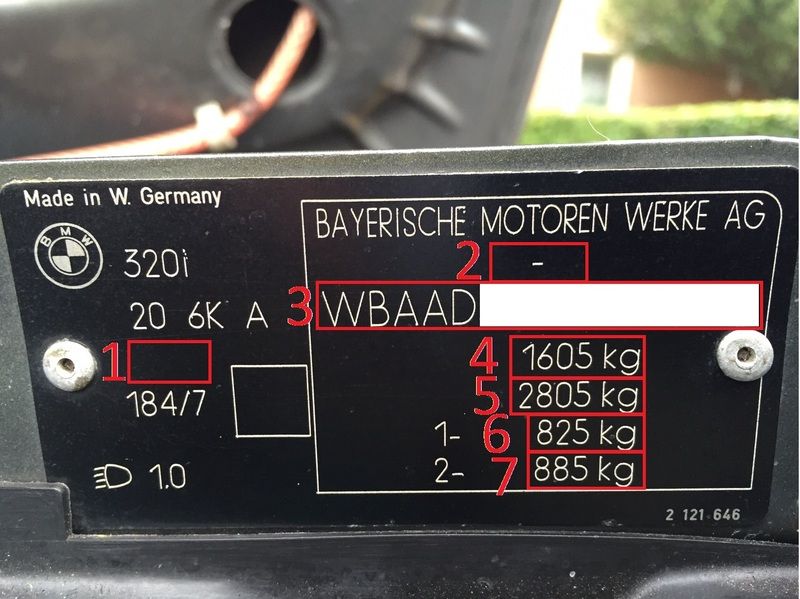 Made in W. Germany
BMW
320i
20 6K A
1
184/7
1.0
BAYERISCHE MOTOREN WERKE AG
2 -
3 WBAAD
4 1605 kg
5 2805 kg
1- 6 825 kg
2- 7 885 kg
2 121 646